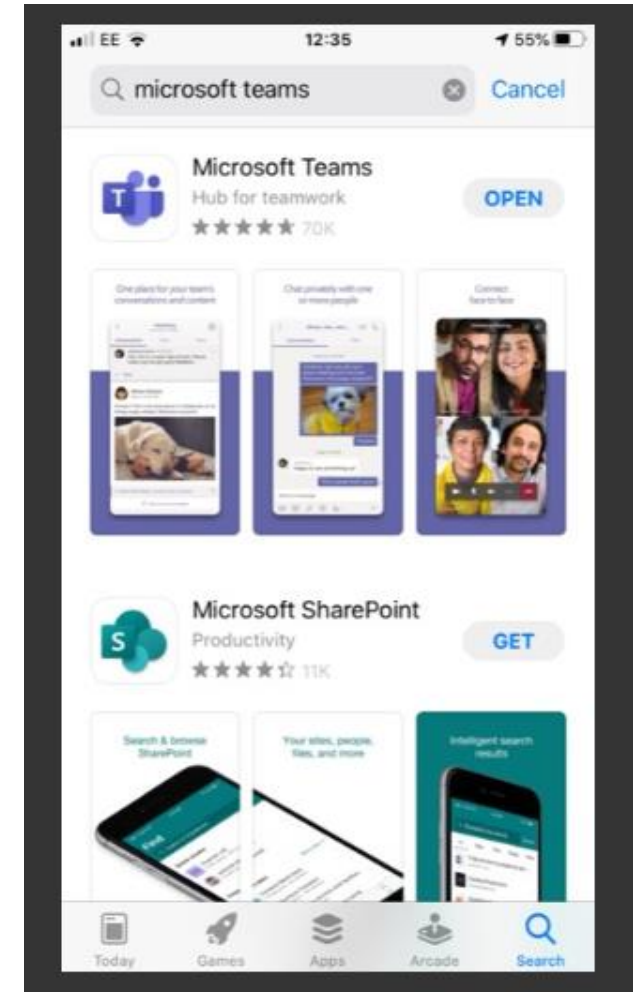 EE 12:35 55%
microsoft teams Cancel
Microsoft Teams
Hub for teamwork
70K
OPEN
T
One place for your team's
conversations and content
Chat privately with one
or more people
Connect
face to face
Microsoft SharePoint
Productivity
11K
GET
S
Search & browse
SharePoint
Your sites, people,
files, and more
Intelligent search
results
Find
Today Games Apps Arcade Search